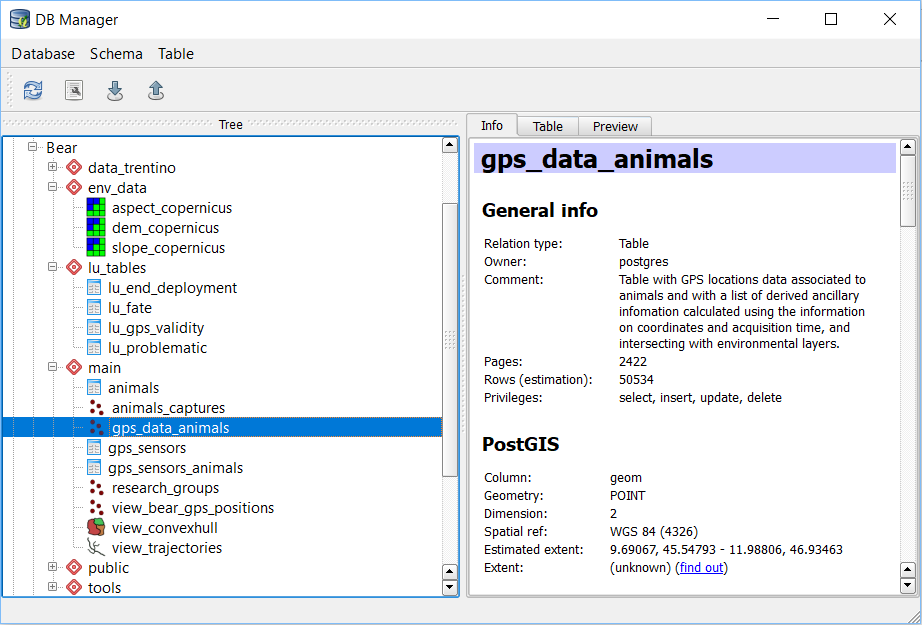 DB Manager
Database Schema Table
Tree
Bear
data_trentino
env_data
aspect_copernicus
dem_copernicus
slope_copernicus
lu_tables
lu_end_deployment
lu_fate
lu_gps_validity
lu_problematic
main
animals
animals_captures
gps_data_animals
gps_sensors
gps_sensors_animals
research_groups
view_bear_gps_positions
view_convexhull
view_trajectories
public
tools
Info Table Preview
gps_data_animals
General info
Relation type: Table
Owner: postgres
Comment: Table with GPS locations data associated to
animals and with a list of derived ancillary
infomation calculated using the information
on coordinates and acquisition time, and
intersecting with environmental layers.
Pages: 2422
Rows (estimation): 50534
Privileges: select, insert, update, delete
PostGIS
Column: geom
Geometry: POINT
Dimension: 2
Spatial ref: WGS 84 (4326)
Estimated extent: 9.69067, 45.54793 - 11.98806, 46.93463
Extent: (unknown) (find out)